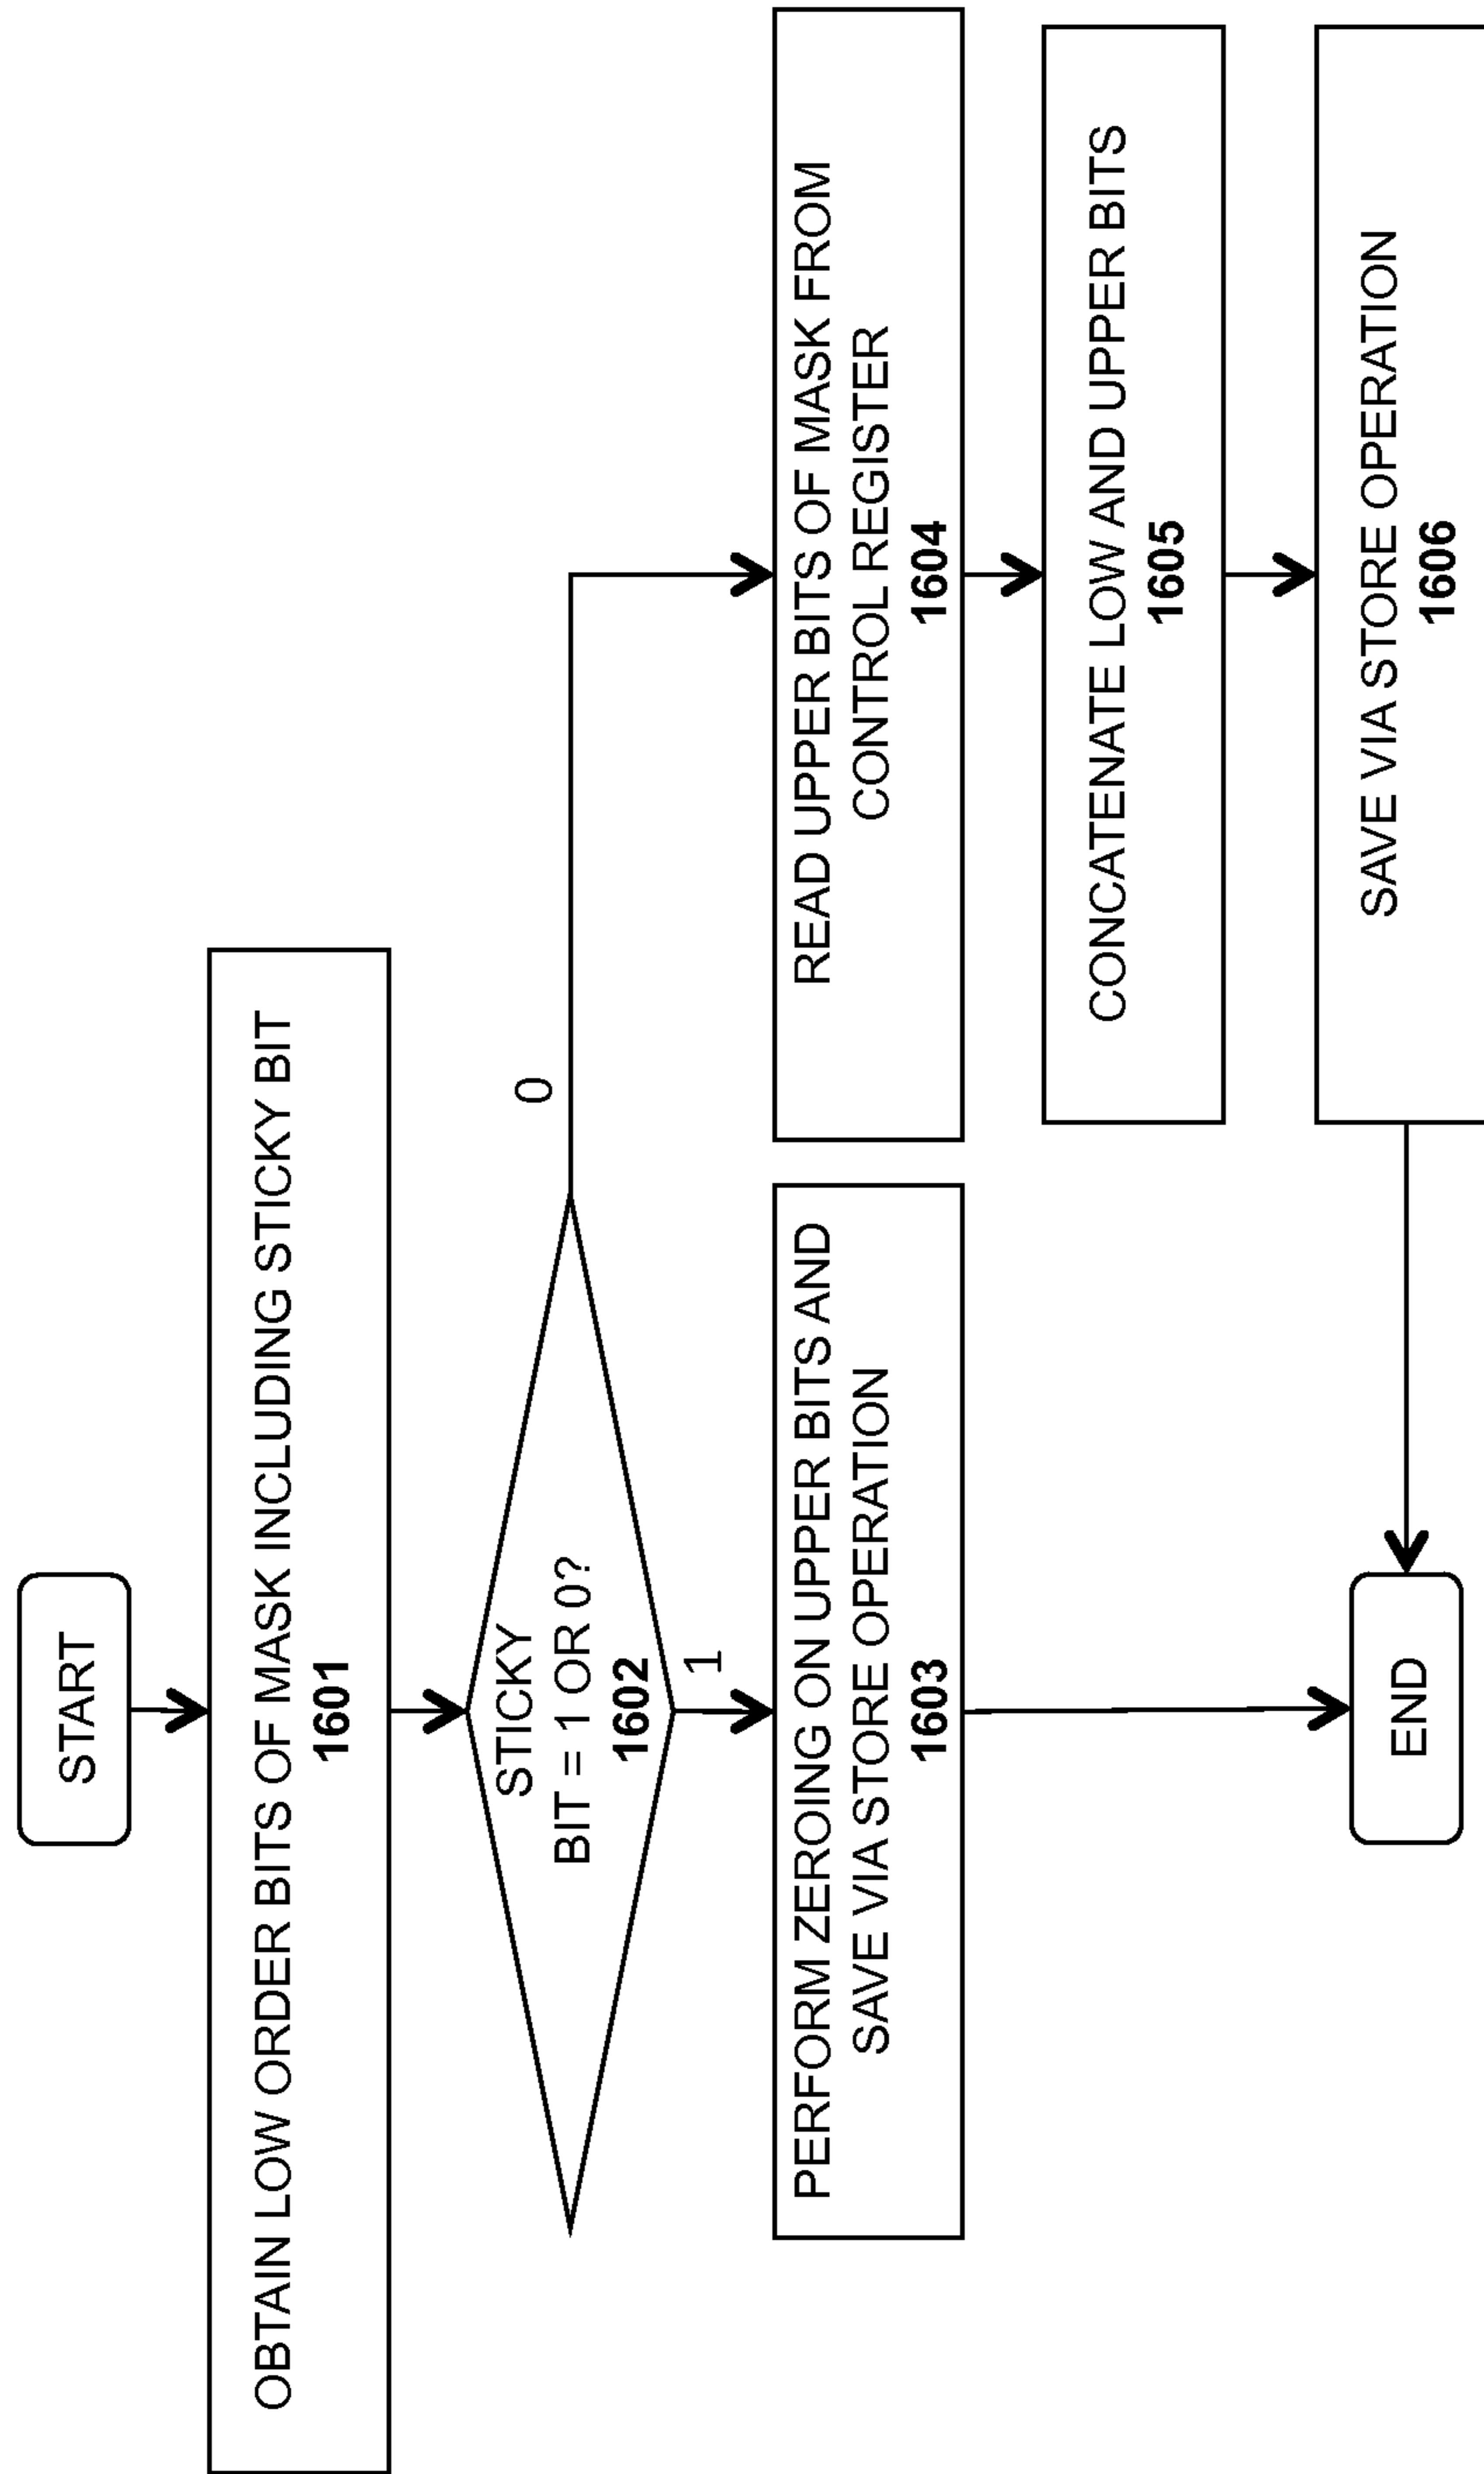 START
OBTAIN LOW ORDER BITS OF MASK INCLUDING STICKY BIT
1601
STICKY
BIT = 1 OR 0?
1602
0
1
PERFORM ZEROING ON UPPER BITS AND
SAVE VIA STORE OPERATION
1603
READ UPPER BITS OF MASK FROM
CONTROL REGISTER
1604
CONCATENATE LOW AND UPPER BITS
1605
SAVE VIA STORE OPERATION
1606
END